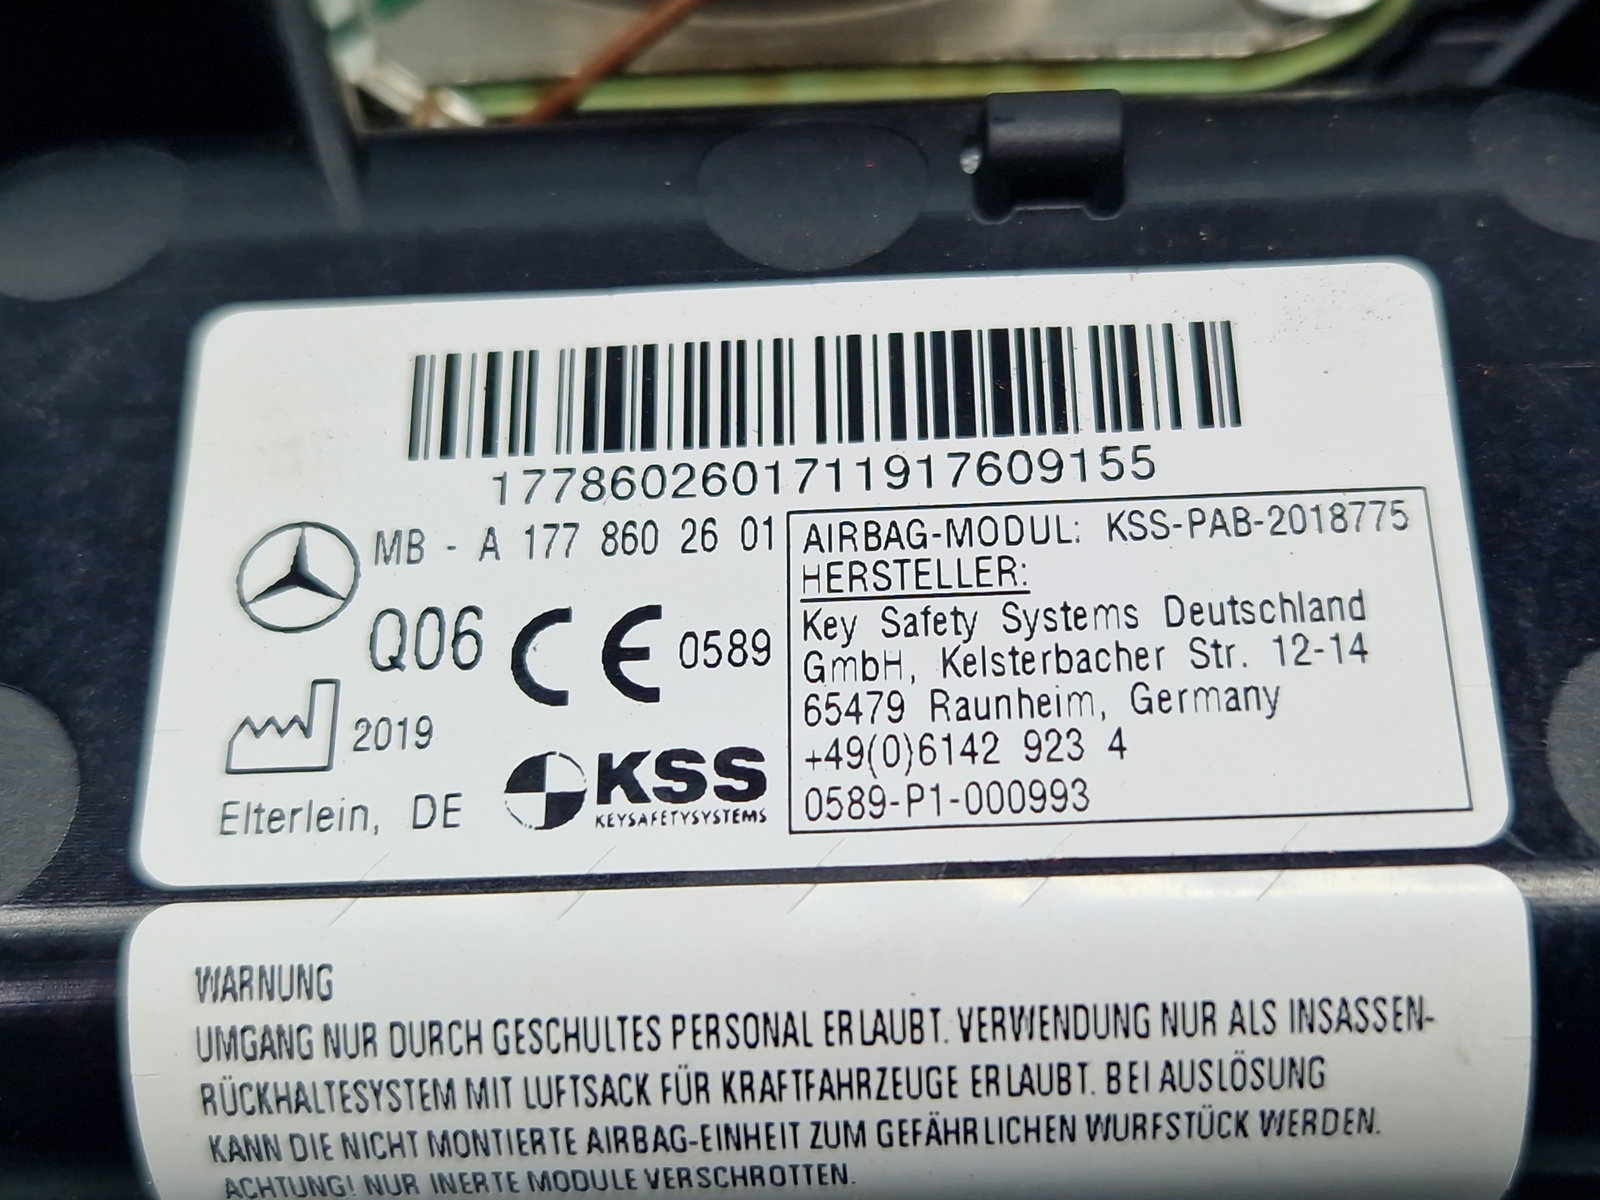 1778602601711917609155
MB - A 177 860 2601
Q06 CE 0589
2019
Elterlein, DE
KSS
KEYSAFETYSYSTEMS
AIRBAG-MODUL: KSS-PAB-2018775
HERSTELLER:
Key Safety Systems Deutschland
GmbH, Kelsterbacher Str. 12-14
65479 Raunheim, Germany
+49(0)6142 923 4
0589-P1-000993
WARNUNG
UMGANG NUR DURCH GESCHULTES PERSONAL ERLAUBT. VERWENDUNG NUR ALS INSASSEN-
RÜCKHALTESYSTEM MIT LUFTSACK FÜR KRAFTFAHRZEUGE ERLAUBT. BEI AUSLÖSUNG
KANN DIE NICHT MONTIERTE AIRBAG-EINHEIT ZUM GEFÄHRLICHEN WURFSTÜCK WERDEN.
ACHTUNG! NUR INERTE MODULE VERSCHROTTEN.